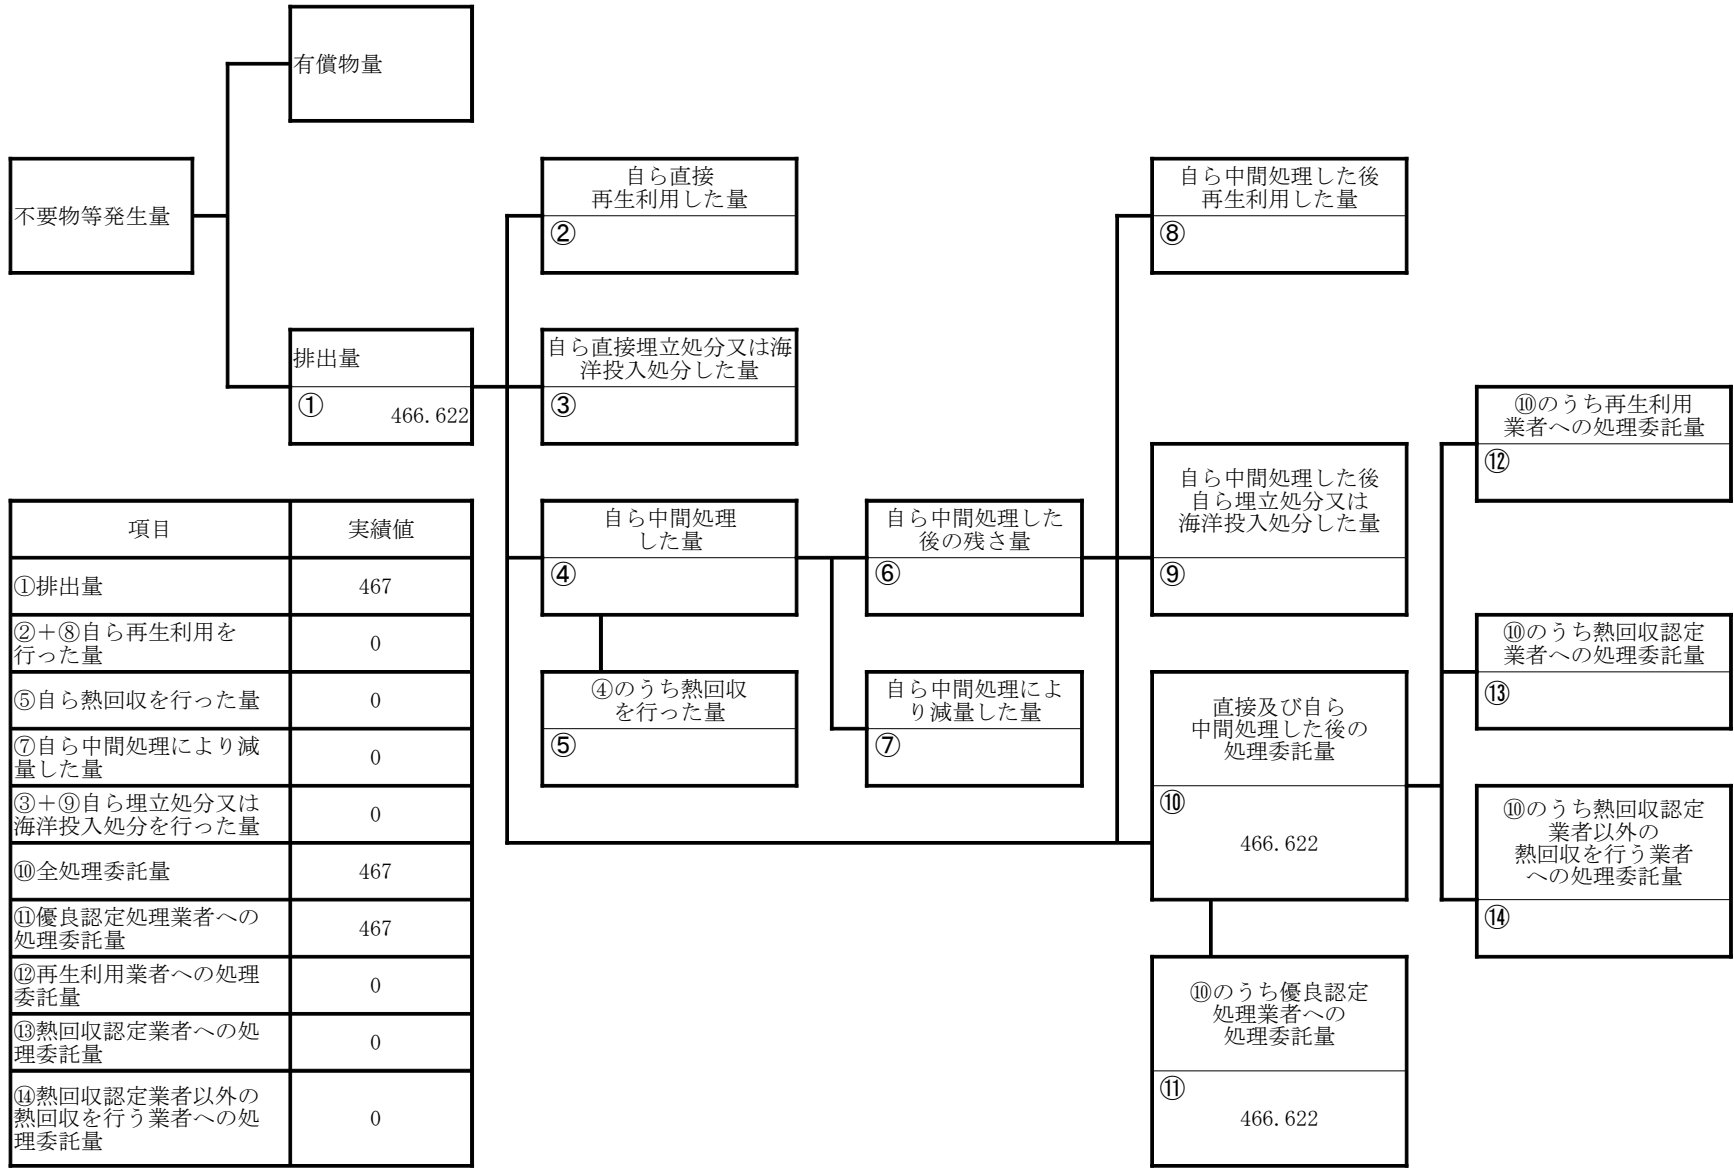 有償物量
不要物等発生量
自ら直接
再生利用した量
②
自ら中間処理した後
再生利用した量
⑧
排出量
①
466.622
自ら直接埋立処分又は海
洋投入処分した量
③
⑩のうち再生利用
業者への処理委託量
⑫
自ら中間処理した後
自ら埋立処分又は
海洋投入処分した量
⑨
自ら中間処理
した量
④
自ら中間処理した
後の残さ量
⑥
⑩のうち熱回収認定
業者への処理委託量
⑬
④のうち熱回収
を行った量
⑤
自ら中間処理によ
り減量した量
⑦
直接及び自ら
中間処理した後の
処理委託量
⑩
466.622
⑩のうち熱回収認定
業者以外の
熱回収を行う業者
への処理委託量
⑭
⑩のうち優良認定
処理業者への
処理委託量
⑪
466.622
項目 実績値
①排出量 467
②＋⑧自ら再生利用を
行った量 0
⑤自ら熱回収を行った量 0
⑦自ら中間処理により減
量した量 0
③＋⑨自ら埋立処分又は
海洋投入処分を行った量 0
⑩全処理委託量 467
⑪優良認定処理業者への
処理委託量 467
⑫再生利用業者への処理
委託量 0
⑬熱回収認定業者への処
理委託量 0
⑭熱回収認定業者以外の
熱回収を行う業者への処
理委託量 0